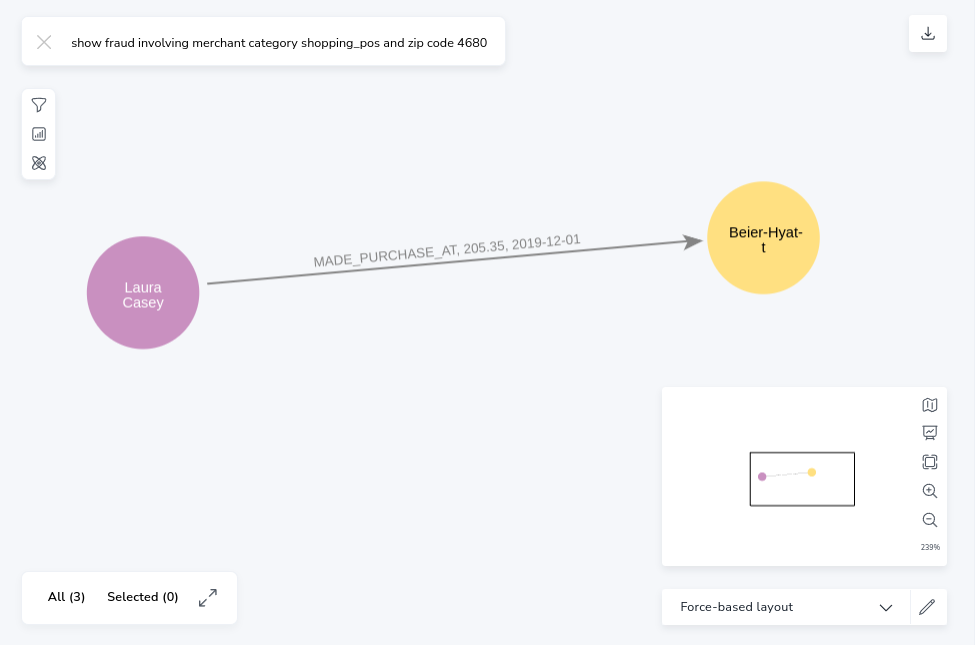 show fraud involving merchant category shopping_pos and zip code 4680
MADE_PURCHASE_AT, 205.35, 2019-12-01
Laura
Casey
Beier-Hyat-
t
239%
All (3)
Selected (0)
Force-based layout